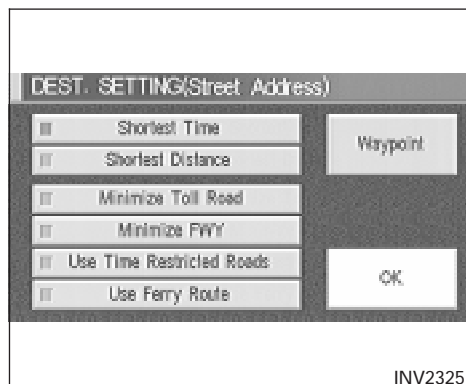 DEST. SETTING(Street Address)
Shortest Time
Shortest Distance
Minimize Toll Road
Minimize FWY
Use Time Restricted Roads
Use Ferry Route
Waypoint
OK
INV2325